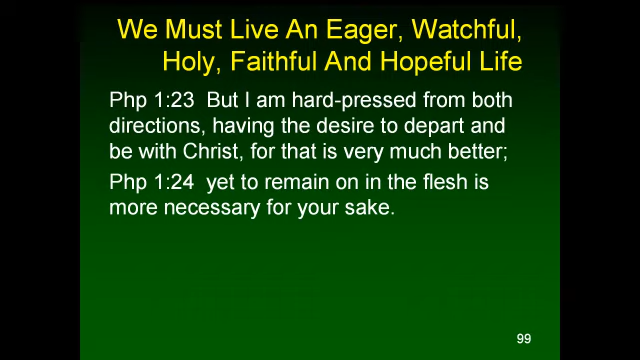 We Must Live An Eager, Watchful,
Holy, Faithful And Hopeful Life
Php 1:23  But I am hard-pressed from both
directions, having the desire to depart and
be with Christ, for that is very much better;
Php 1:24  yet to remain on in the flesh is
more necessary for your sake.
99